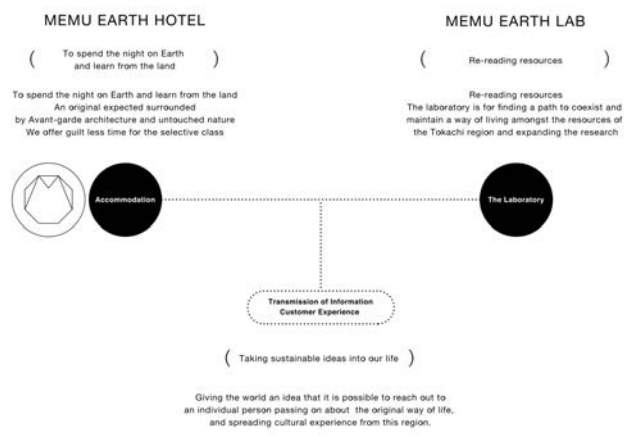 MEMU EARTH HOTEL
( To spend the night on Earth
and learn from the land )
To spend the night on Earth and learn from the land
An original expected surrounded
by Avant-garde architecture and untouched nature
We offer guilt less time for the selective class
MEMU EARTH LAB
( Re-reading resources )
Re-reading resources
The laboratory is for finding a path to coexist and
maintain a way of living amongst the resources of
the Tokachi region and expanding the research
Accommodation
The Laboratory
Transmission of Information
Customer Experience
( Taking sustainable ideas into our life )
Giving the world an idea that it is possible to reach out to
an individual person passing on about the original way of life,
and spreading cultural experience from this region.